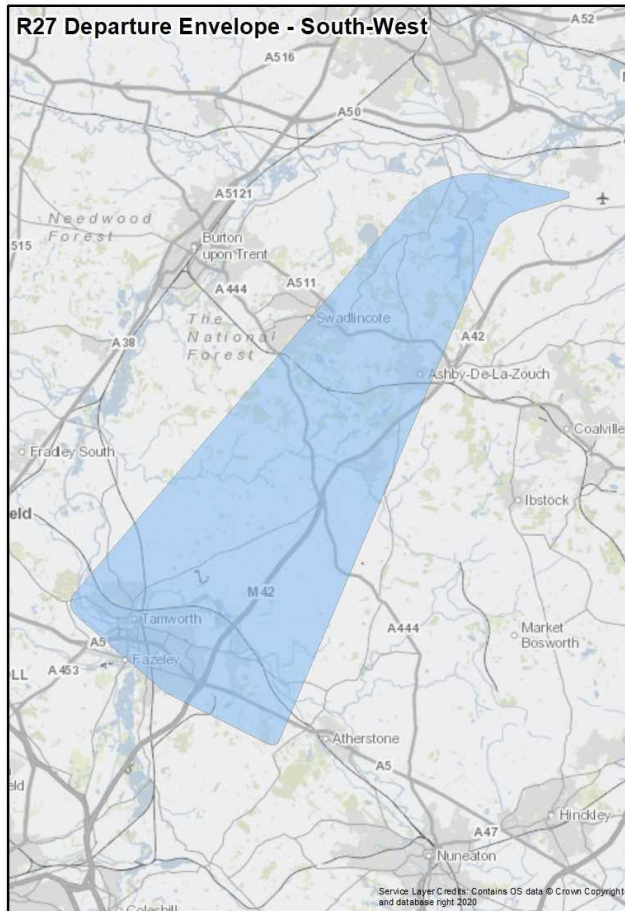 R27 Departure Envelope - South-West
A52
A516
A50
A5121
Needwood
Forest
515
Burton
upon Trent
A511
A444
The
National
Forest
Swadlincote
A42
A38
Ashby-De-La-Zouch
Coalville
Fradley South
Ibstock
eld
M42
Tamworth
A444
Market
Bosworth
A5
Fazeley
A453
OLL
Atherstone
A5
eld
Hinckley
A47
Nuneaton
Coleshill
Service Layer Credits: Contains OS data © Crown Copyright
and database right 2020